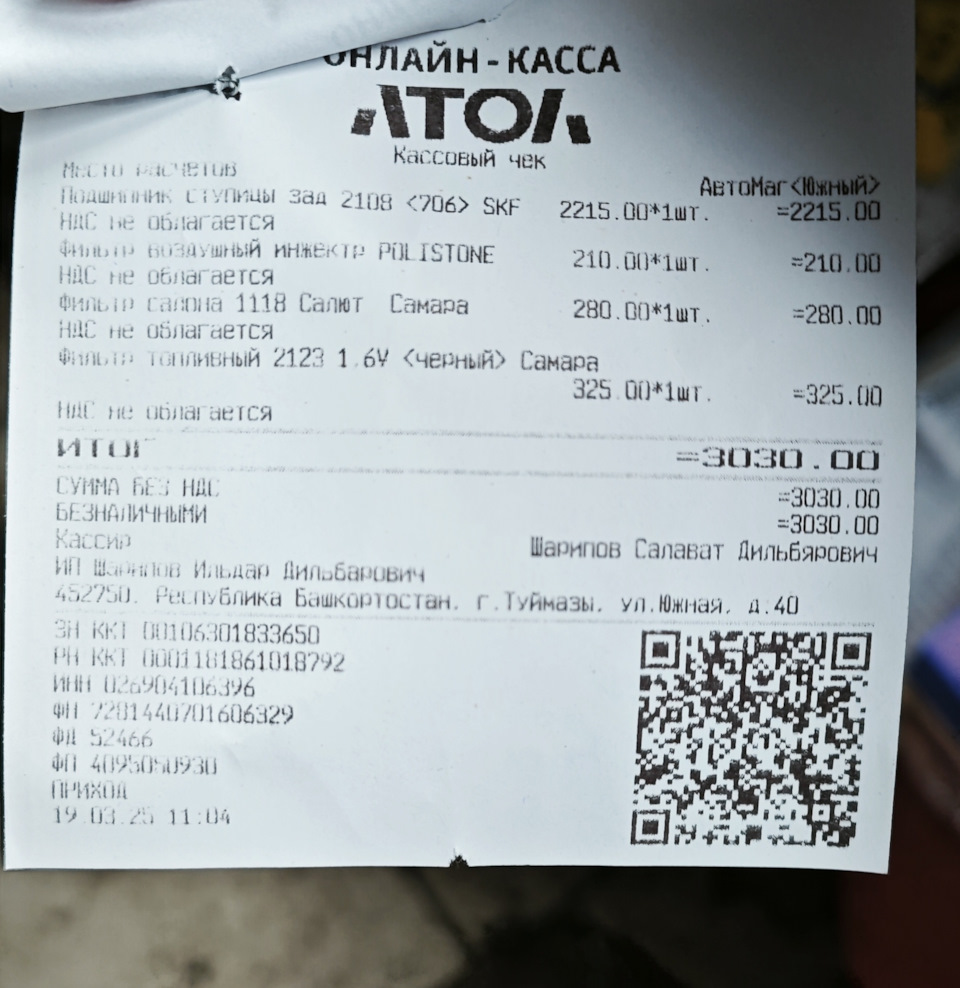 ОНЛАЙН-КАССА
АТОЛ
Кассовый чек
Место расчетов АвтоМаг<Южный>
Подшипник ступицы зад 2108 <706> SKF 2215.00*1шт. =2215.00
НДС не облагается
Фильтр воздушный инжектр POLISTONE 210.00*1шт. =210.00
НДС не облагается
Фильтр салона 1118 Салют Самара 280.00*1шт. =280.00
НДС не облагается
Фильтр топливный 2123 1.6V <черный> Самара
325.00*1шт. =325.00
НДС не облагается
ИТОГ =3030.00
СУММА БЕЗ НДС =3030.00
БЕЗНАЛИЧНЫМИ =3030.00
Кассир Шарипов Салават Дильбярович
ИП Шарипов Ильдар Дильбарович
452750, Республика Башкортостан, г.Туймазы, ул.Южная, д.40
ЗН ККТ 00106301833650
РН ККТ 0001181861018792
ИНН 026904106396
ФН 7281440701606329
ФД 52466
ФП 4095050930
ПРИХОД
19.03.25 11:04